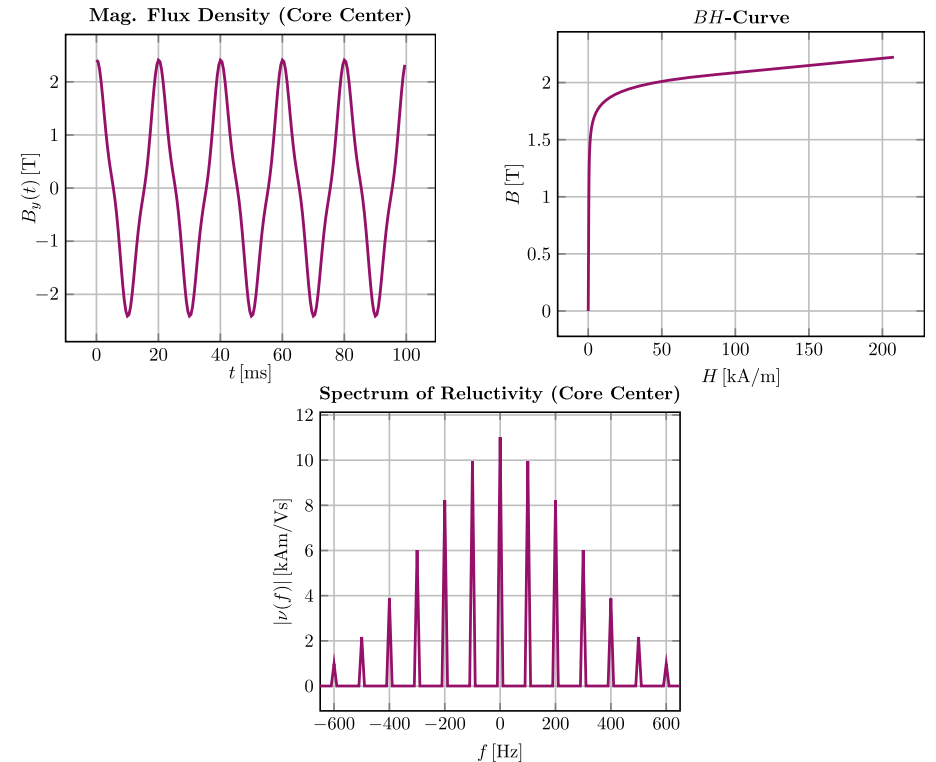 Mag. Flux Density (Core Center)
B_y(t) [T]
2
1
0
−1
−2
0 20 40 60 80 100
t [ms]
BH-Curve
B [T]
2
1.5
1
0.5
0
0 50 100 150 200
H [kA/m]
Spectrum of Reluctivity (Core Center)
|ν(f)| [kAm/Vs]
12
10
8
6
4
2
0
−600 −400 −200 0 200 400 600
f [Hz]